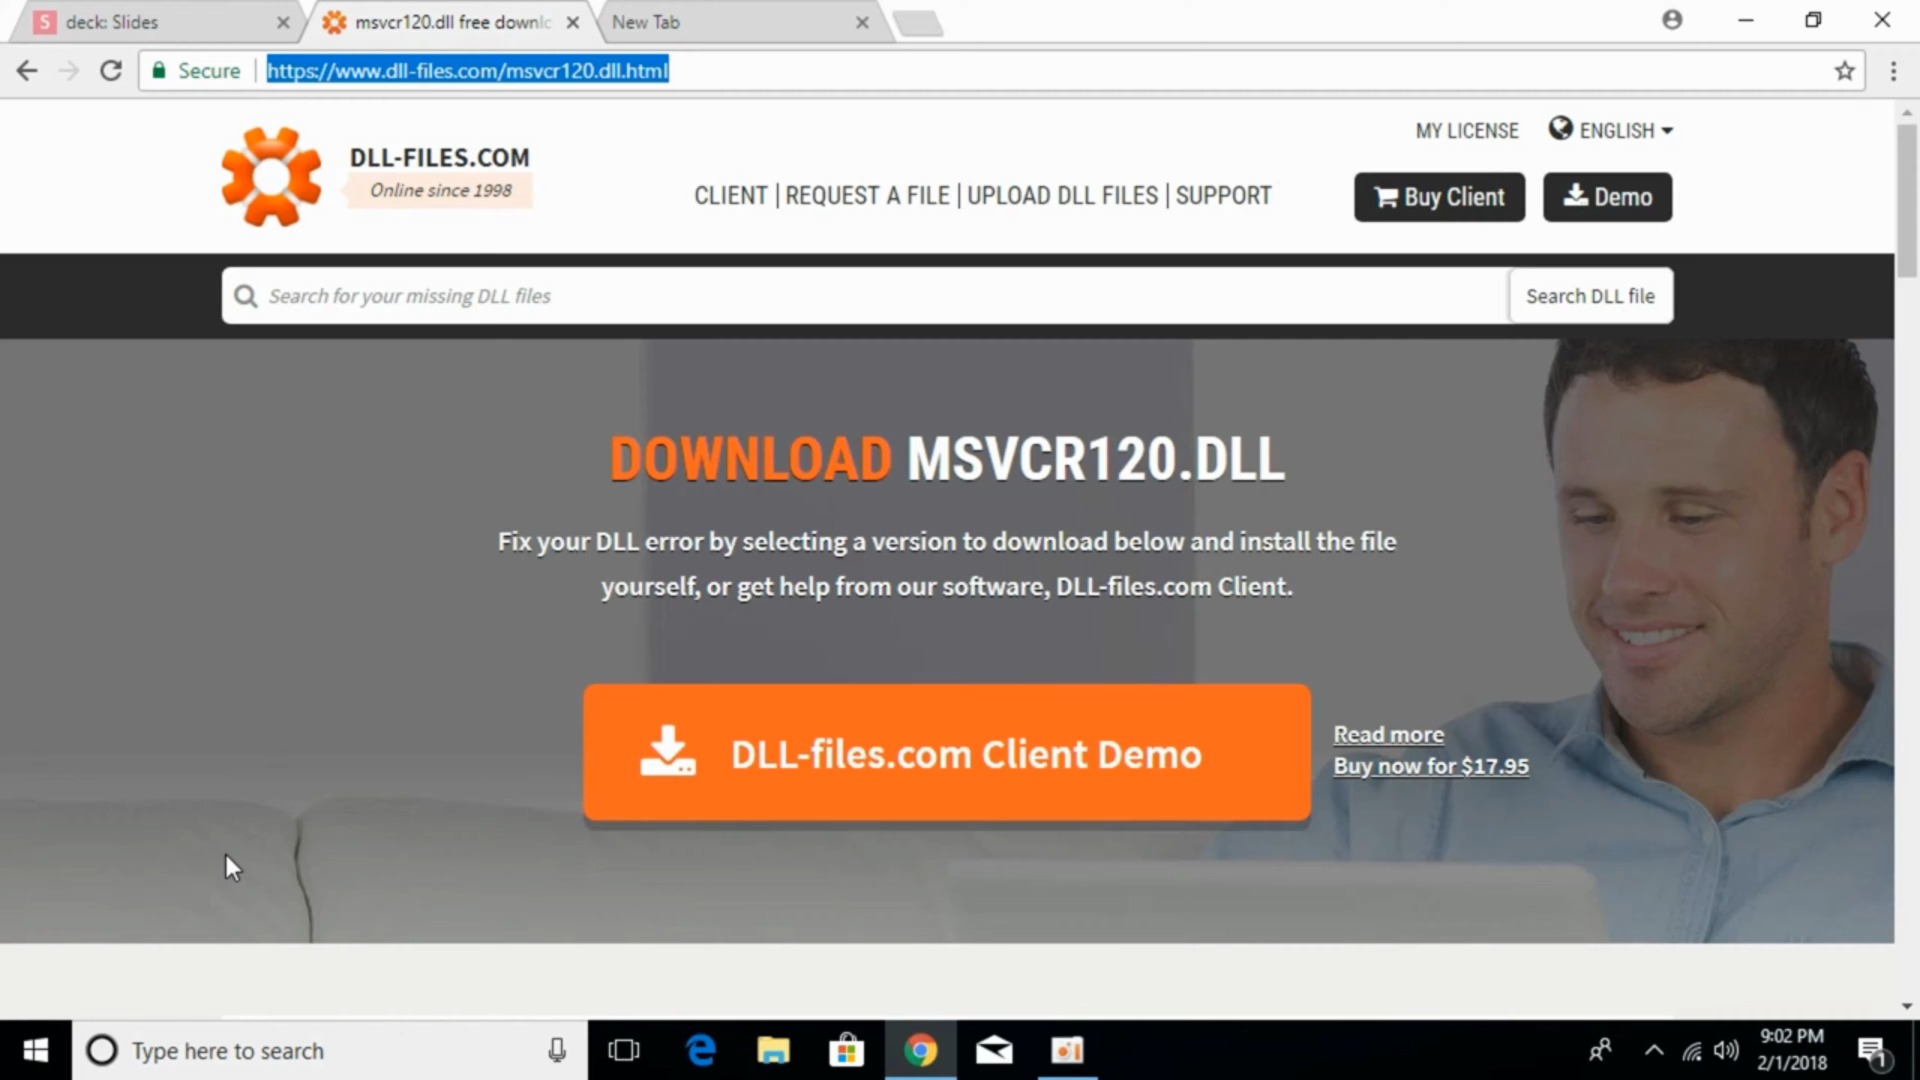 S deck: Slides
msvcr120.dll free downlo
New Tab
Secure
https://www.dll-files.com/msvcr120.dll.html
MY LICENSE
ENGLISH
DLL-FILES.COM
Online since 1998
CLIENT | REQUEST A FILE | UPLOAD DLL FILES | SUPPORT
Buy Client
Demo
Search for your missing DLL files
Search DLL file
DOWNLOAD MSVCR120.DLL
Fix your DLL error by selecting a version to download below and install the file
yourself, or get help from our software, DLL-files.com Client.
DLL-files.com Client Demo
Read more
Buy now for $17.95
Type here to search
9:02 PM
2/1/2018
1